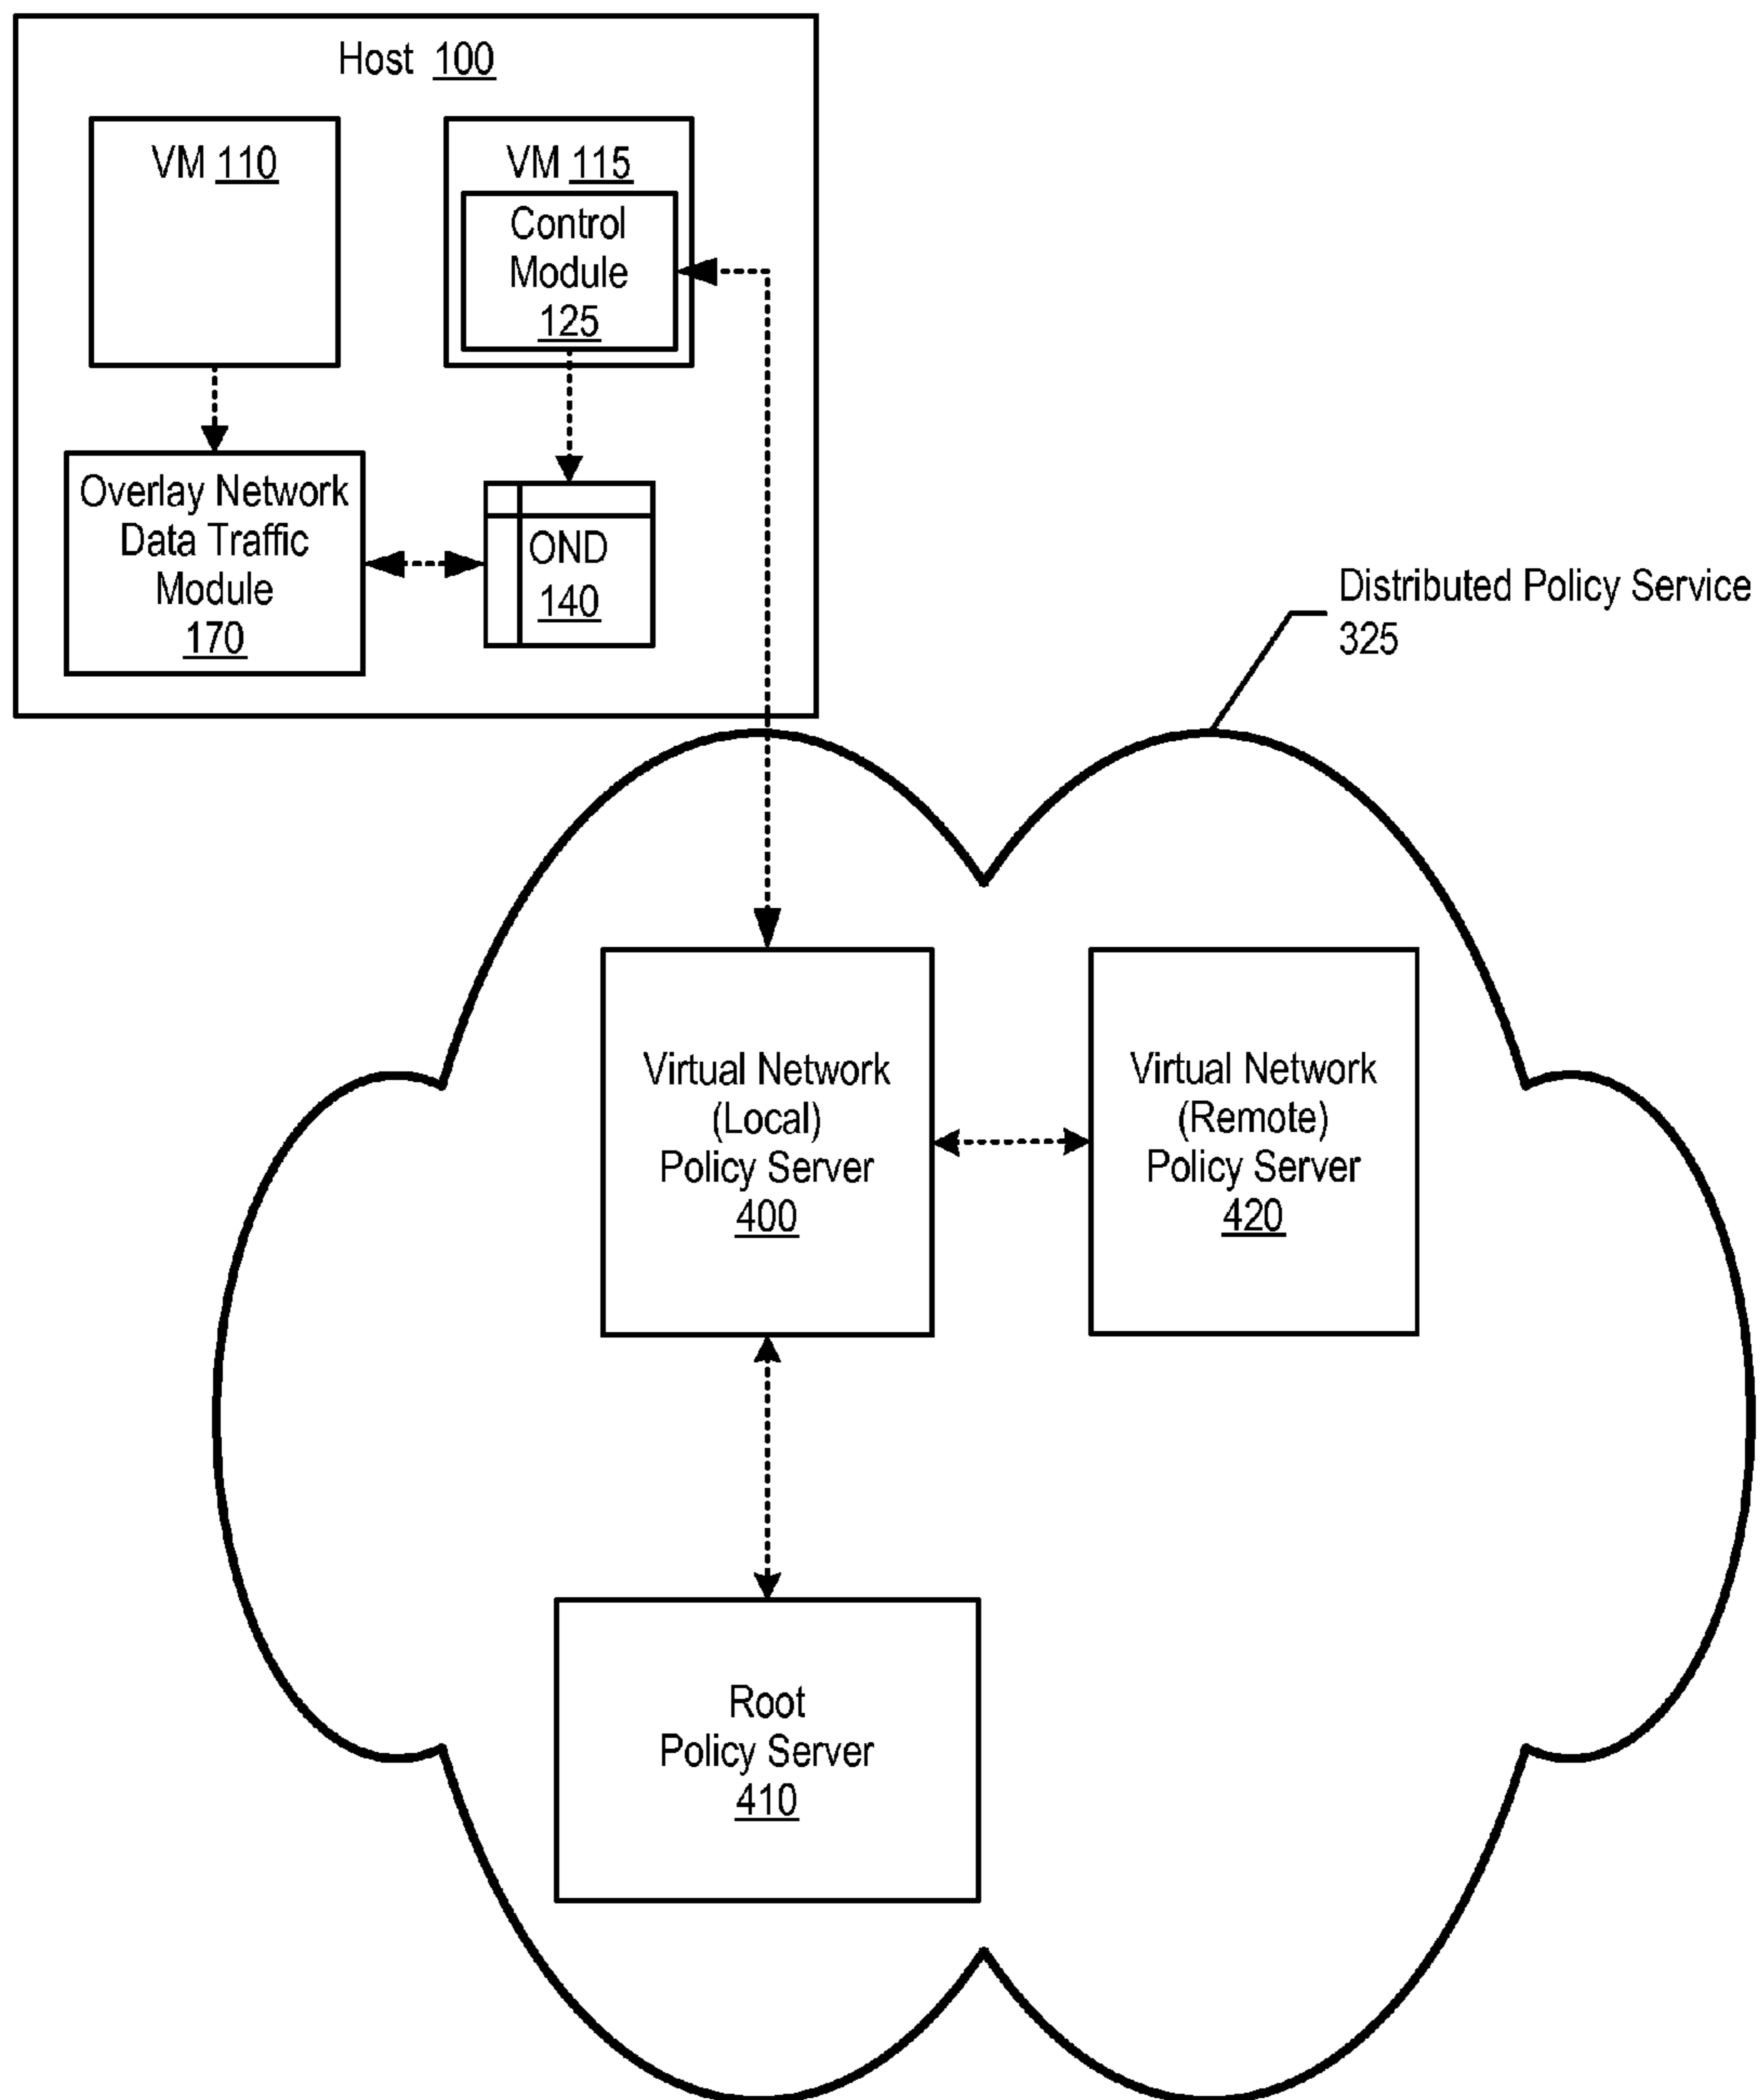 Host 100
VM 110
VM 115
Control
Module
125
Overlay Network
Data Traffic
Module
170
OND
140
Distributed Policy Service
325
Virtual Network
(Local)
Policy Server
400
Virtual Network
(Remote)
Policy Server
420
Root
Policy Server
410